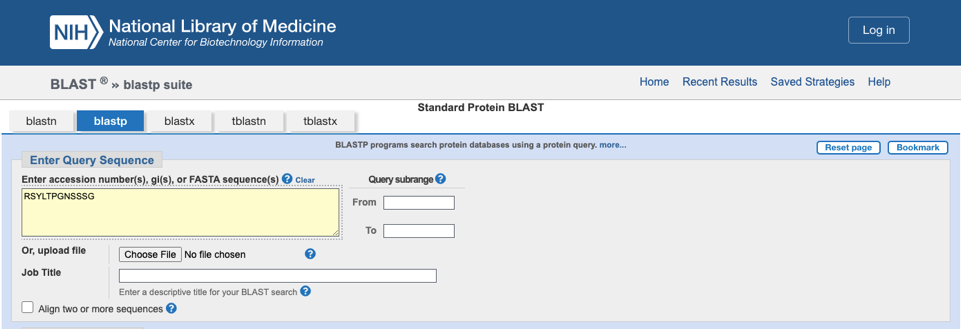 NIH National Library of Medicine
National Center for Biotechnology Information
Log in
BLAST ® » blastp suite
Home Recent Results Saved Strategies Help
Standard Protein BLAST
blastn blastp blastx tblastn tblastx
BLASTP programs search protein databases using a protein query. more...
Reset page Bookmark
Enter Query Sequence
Enter accession number(s), gi(s), or FASTA sequence(s) ? Clear
Query subrange ?
RSYLTPGNSSSG
From
To
Or, upload file
Choose File No file chosen ?
Job Title
Enter a descriptive title for your BLAST search ?
Align two or more sequences ?